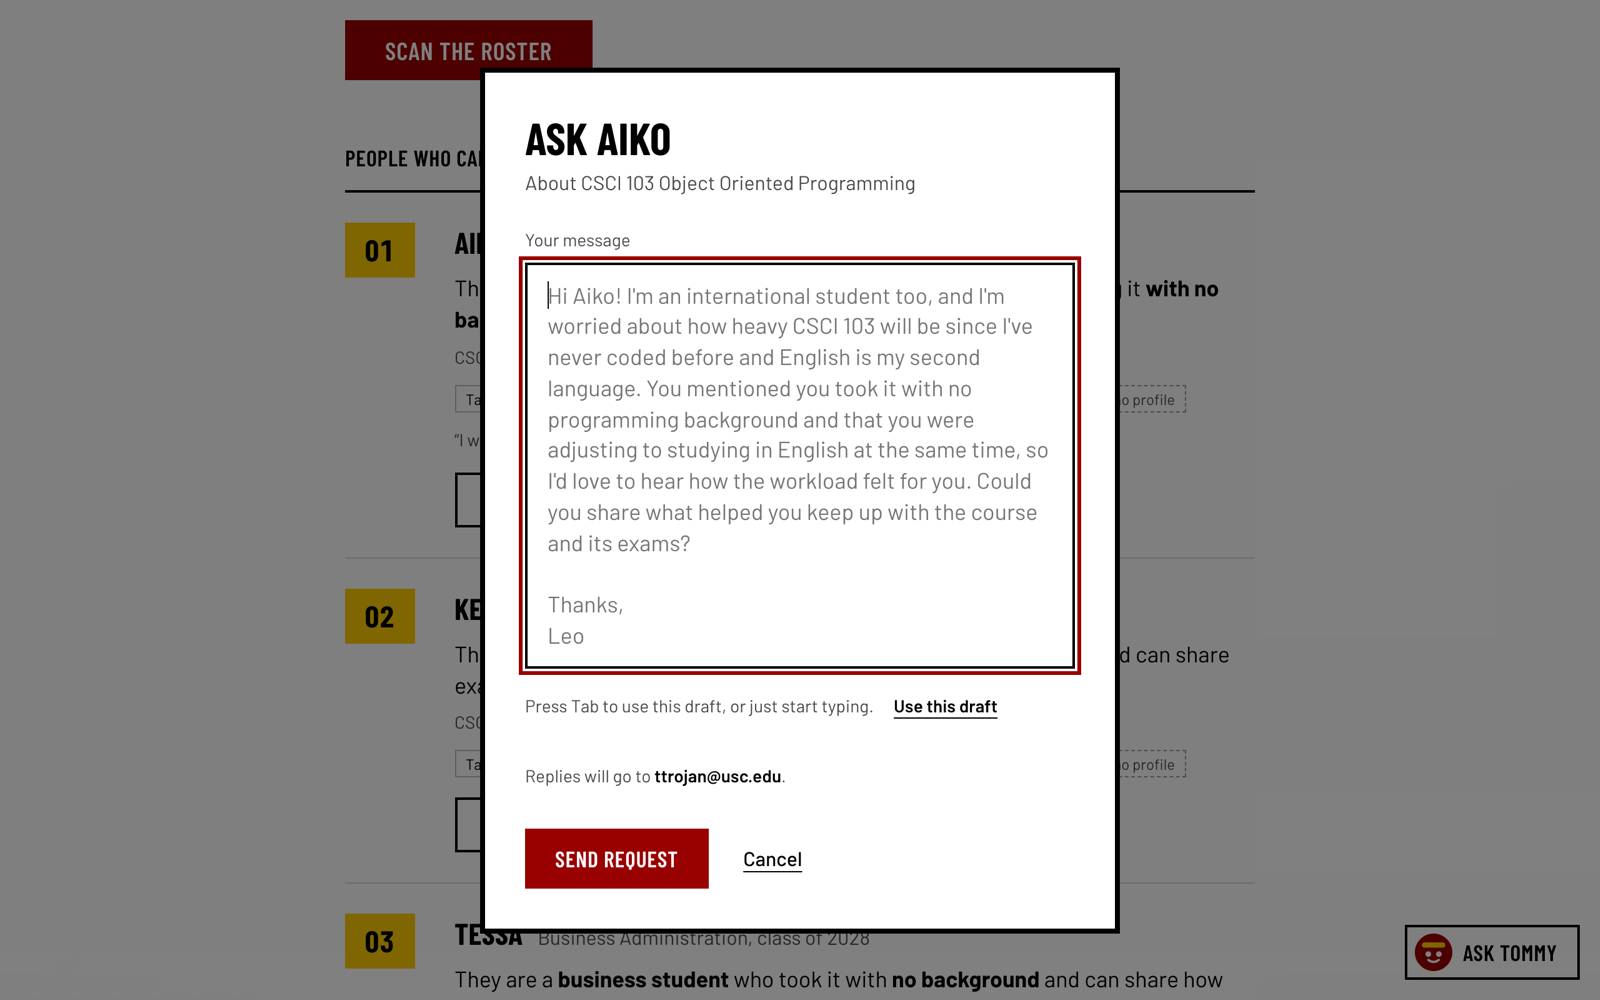 SCAN THE ROSTER
PEOPLE WHO
ASK AIKO
About CSCI 103 Object Oriented Programming
Your message
Hi Aiko! I'm an international student too, and I'm
worried about how heavy CSCI 103 will be since I've
never coded before and English is my second
language. You mentioned you took it with no
programming background and that you were
adjusting to studying in English at the same time, so
I'd love to hear how the workload felt for you. Could
you share what helped you keep up with the course
and its exams?
Thanks,
Leo
Press Tab to use this draft, or just start typing. Use this draft
Replies will go to ttrojan@usc.edu.
SEND REQUEST Cancel
01
it with no
profile
02
can share
profile
03 TESSA Business Administration, class of 2028
They are a business student who took it with no background and can share how
ASK TOMMY